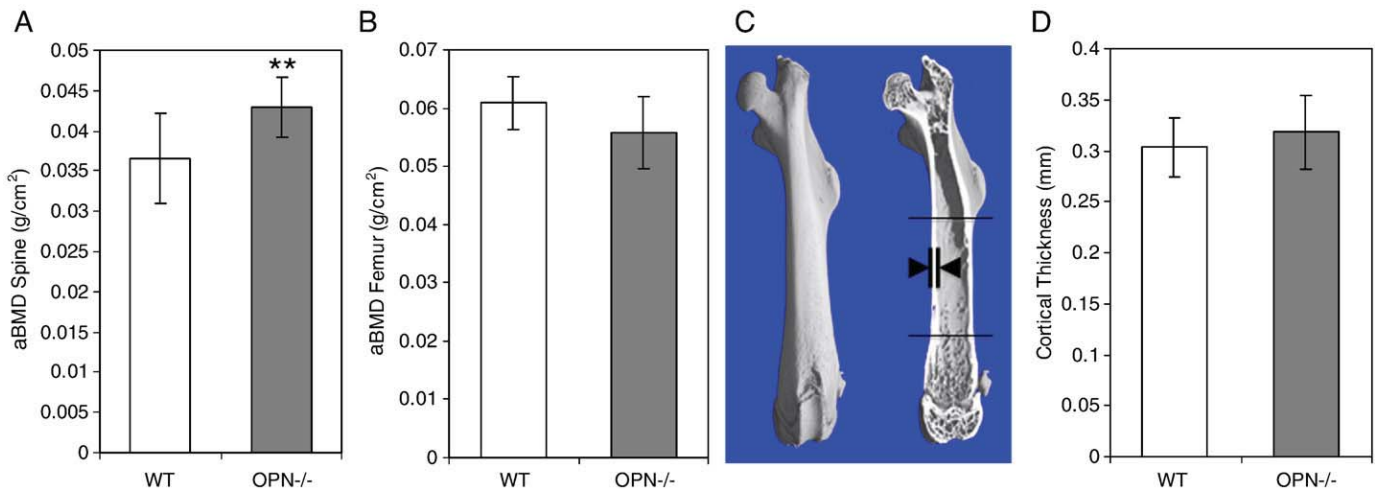 A
aBMD Spine (g/cm²)
0.05
0.045
0.04
0.035
0.03
0.025
0.02
0.015
0.01
0.005
0
**
WT
OPN-/-
B
aBMD Femur (g/cm²)
0.07
0.06
0.05
0.04
0.03
0.02
0.01
0
WT
OPN-/-
C
D
Cortical Thickness (mm)
0.4
0.35
0.3
0.25
0.2
0.15
0.1
0.05
0
WT
OPN-/-